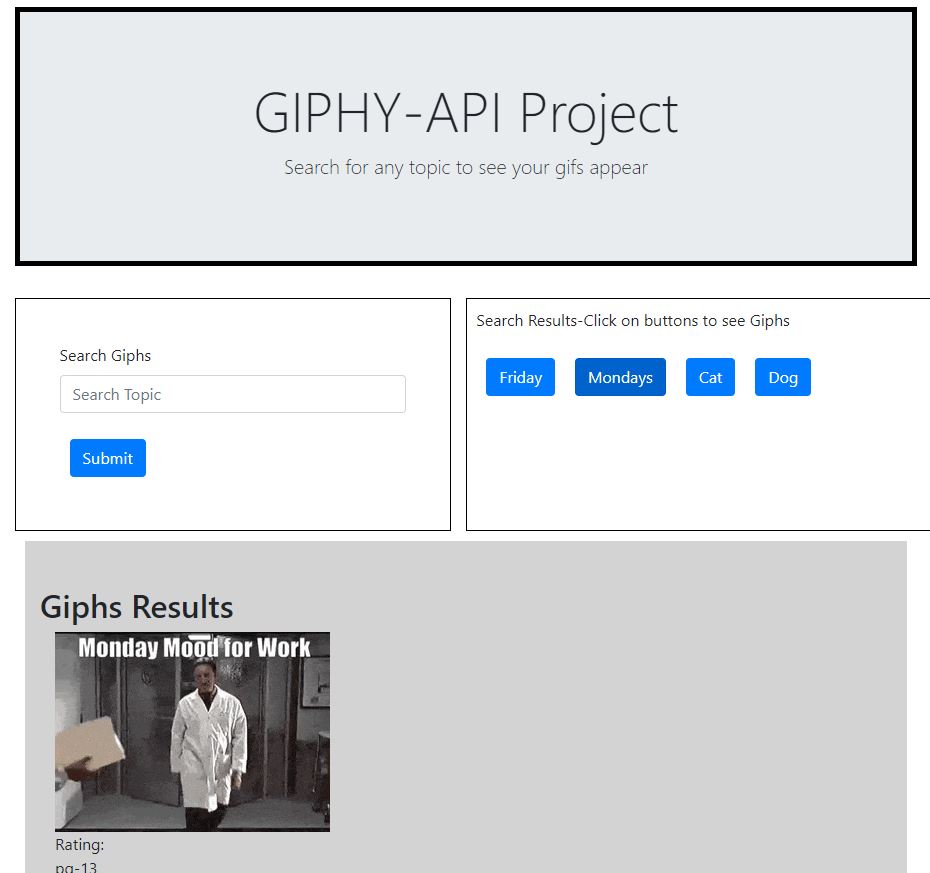 GIPHY-API Project
Search for any topic to see your gifs appear
Search Giphs
Search Topic
Submit
Search Results-Click on buttons to see Giphs
Friday Mondays Cat Dog
Giphs Results
Monday Mood for Work
Rating:
pg-13